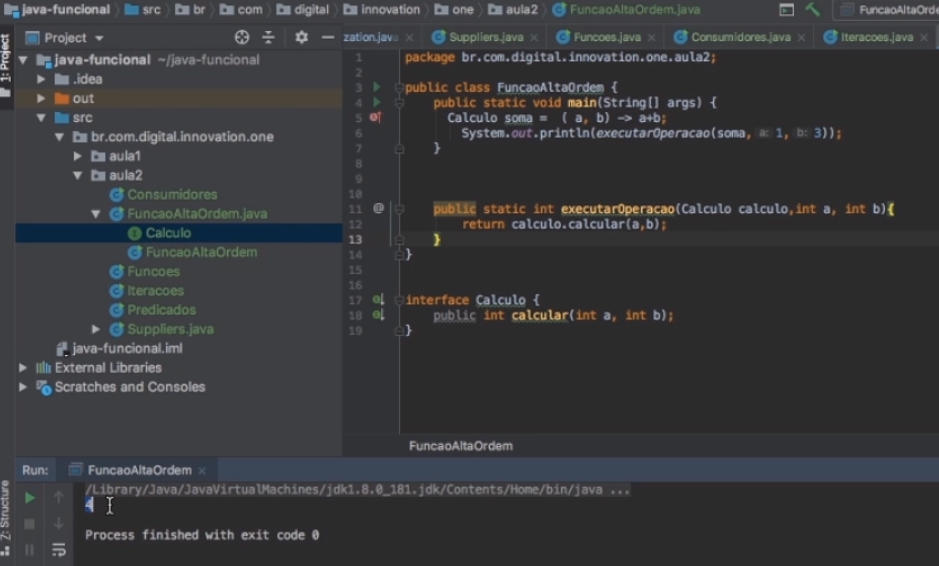 java-funcional src br com digital innovation one aula2 FuncaoAltaOrdem.java FuncaoAltaOrde
1: Project
Project
zation.java Suppliers.java Funcoes.java Consumidores.java Iteracoes.java
java-funcional ~/java-funcional
.idea
out
src
br.com.digital.innovation.one
aula1
aula2
Consumidores
FuncaoAltaOrdem.java
Calculo
FuncaoAltaOrdem
Funcoes
Iteracoes
Predicados
Suppliers.java
java-funcional.iml
External Libraries
Scratches and Consoles
1 package br.com.digital.innovation.one.aula2;
2
3 public class FuncaoAltaOrdem {
4 public static void main(String[] args) {
5 Calculo soma = ( a, b) -> a+b;
6 System.out.println(executarOperacao(soma, a: 1, b: 3));
7 }
8
9
10
11 @ public static int executarOperacao(Calculo calculo,int a, int b){
12 return calculo.calcular(a,b);
13 }
14 }
15
16
17 interface Calculo {
18 public int calcular(int a, int b);
19 }
FuncaoAltaOrdem
Run: FuncaoAltaOrdem
/Library/Java/JavaVirtualMachines/jdk1.8.0_181.jdk/Contents/Home/bin/java ...
4
Process finished with exit code 0
Z: Structure